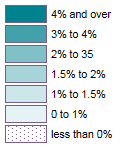 4% and over
3% to 4%
2% to 35
1.5% to 2%
1% to 1.5%
0 to 1%
less than 0%